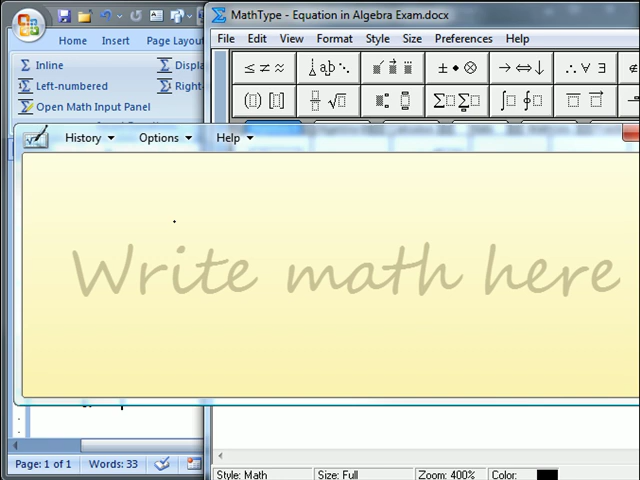 MathType - Equation in Algebra Exam.docx
Home Insert Page Layou
File Edit View Format Style Size Preferences Help
Inline Displa
Left-numbered Right-
Open Math Input Panel
History Options Help
Write math here
Page: 1 of 1 Words: 33
Style: Math Size: Full Zoom: 400% Color: